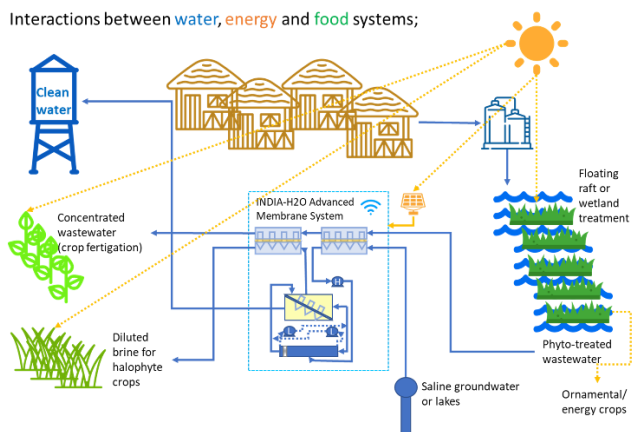 Interactions between water, energy and food systems;
Clean
water
Floating
raft or
wetland
treatment
INDIA-H2O Advanced
Membrane System
Concentrated
wastewater
(crop fertigation)
H
L
L
Diluted
brine for
halophyte
crops
Phyto-treated
wastewater
Saline groundwater
or lakes
Ornamental/
energy crops